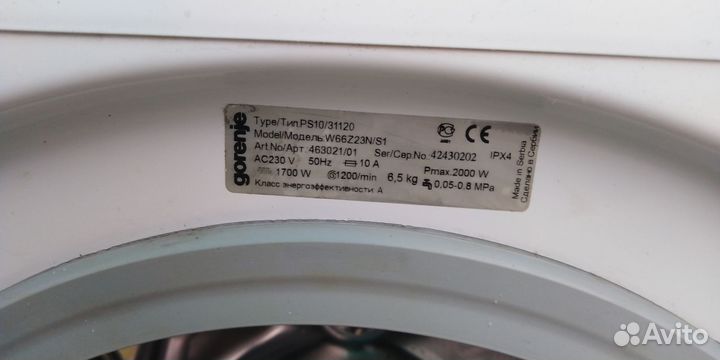 gorenje
Type/Тип.PS10/31120
Model/Модель.W66Z23N/S1
Art.No/Арт. 463021/01 Ser/Сер.No. 42430202 IPX4
AC230 V 50Hz 10 A Pmax.2000 W
1700 W @1200/min 6,5 kg 0,05-0.8 MPa
Класс энергоэффективности: A
Made in Serbia
Сделано в Сербии
CE
Avito